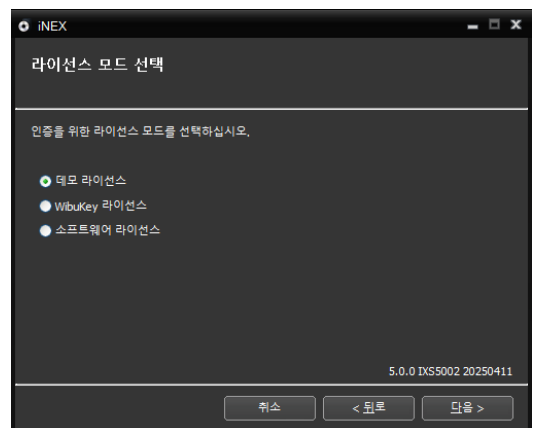 iNEX
라이선스 모드 선택
인증을 위한 라이선스 모드를 선택하십시오.
데모 라이선스
WibuKey 라이선스
소프트웨어 라이선스
5.0.0 IXS5002 20250411
취소
< 뒤로
다음 >